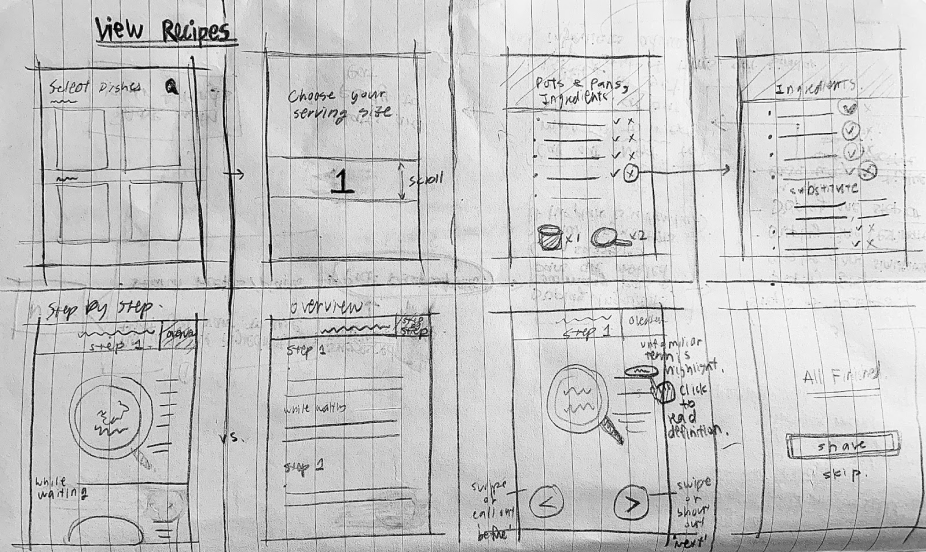 View Recipes
Select Dishes
Choose your
serving size
1
scroll
Pots & Pans,
Ingredients
x1
x2
Ingredients
substitute
Step by step.
overview
step 1.
while
waiting
vs.
overview
step by
step
step 1
while waiting
step 1
overview
step 1
unfamiliar
terms
highlight.
click
to
read
definition.
swipe
or
call out
'before'
<
>
swipe
or
shout
out
'next'
All Finished
share
skip.